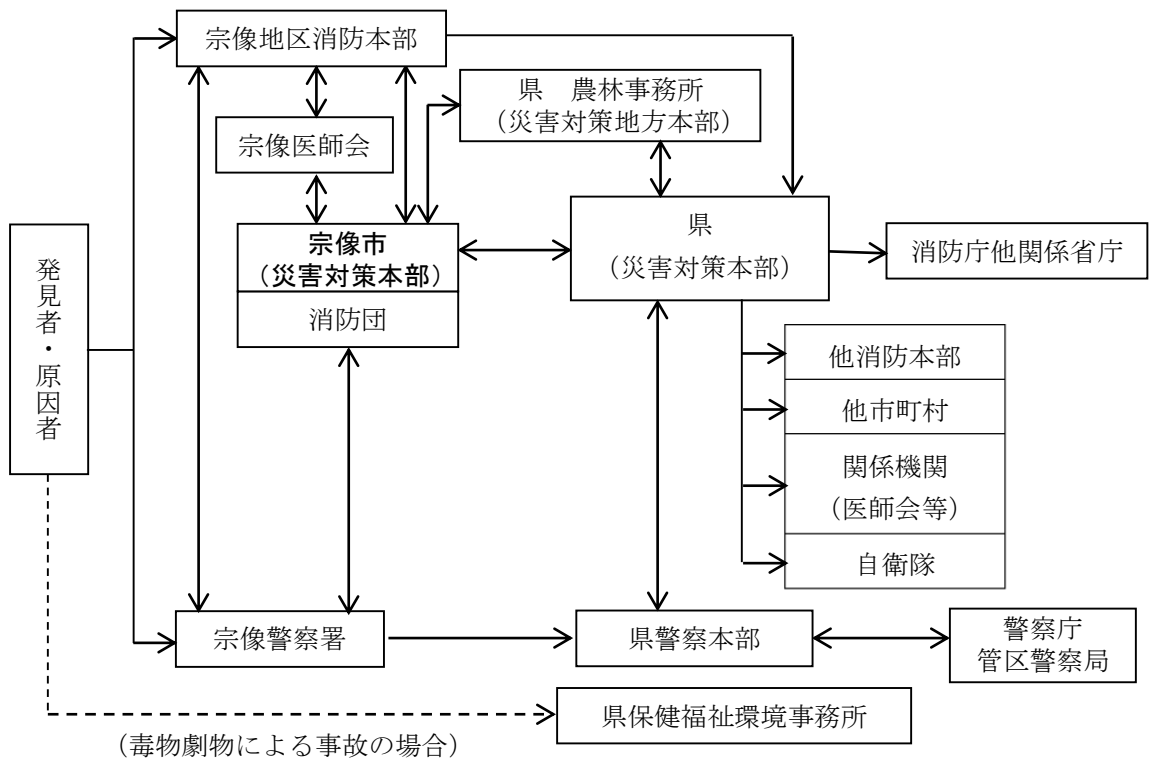 宗像地区消防本部
県　農林事務所
（災害対策地方本部）
宗像医師会
宗像市
（災害対策本部）
消防団
県
（災害対策本部）
消防庁他関係省庁
発見者・原因者
他消防本部
他市町村
関係機関
（医師会等）
自衛隊
宗像警察署
県警察本部
警察庁
管区警察局
県保健福祉環境事務所
（毒物劇物による事故の場合）